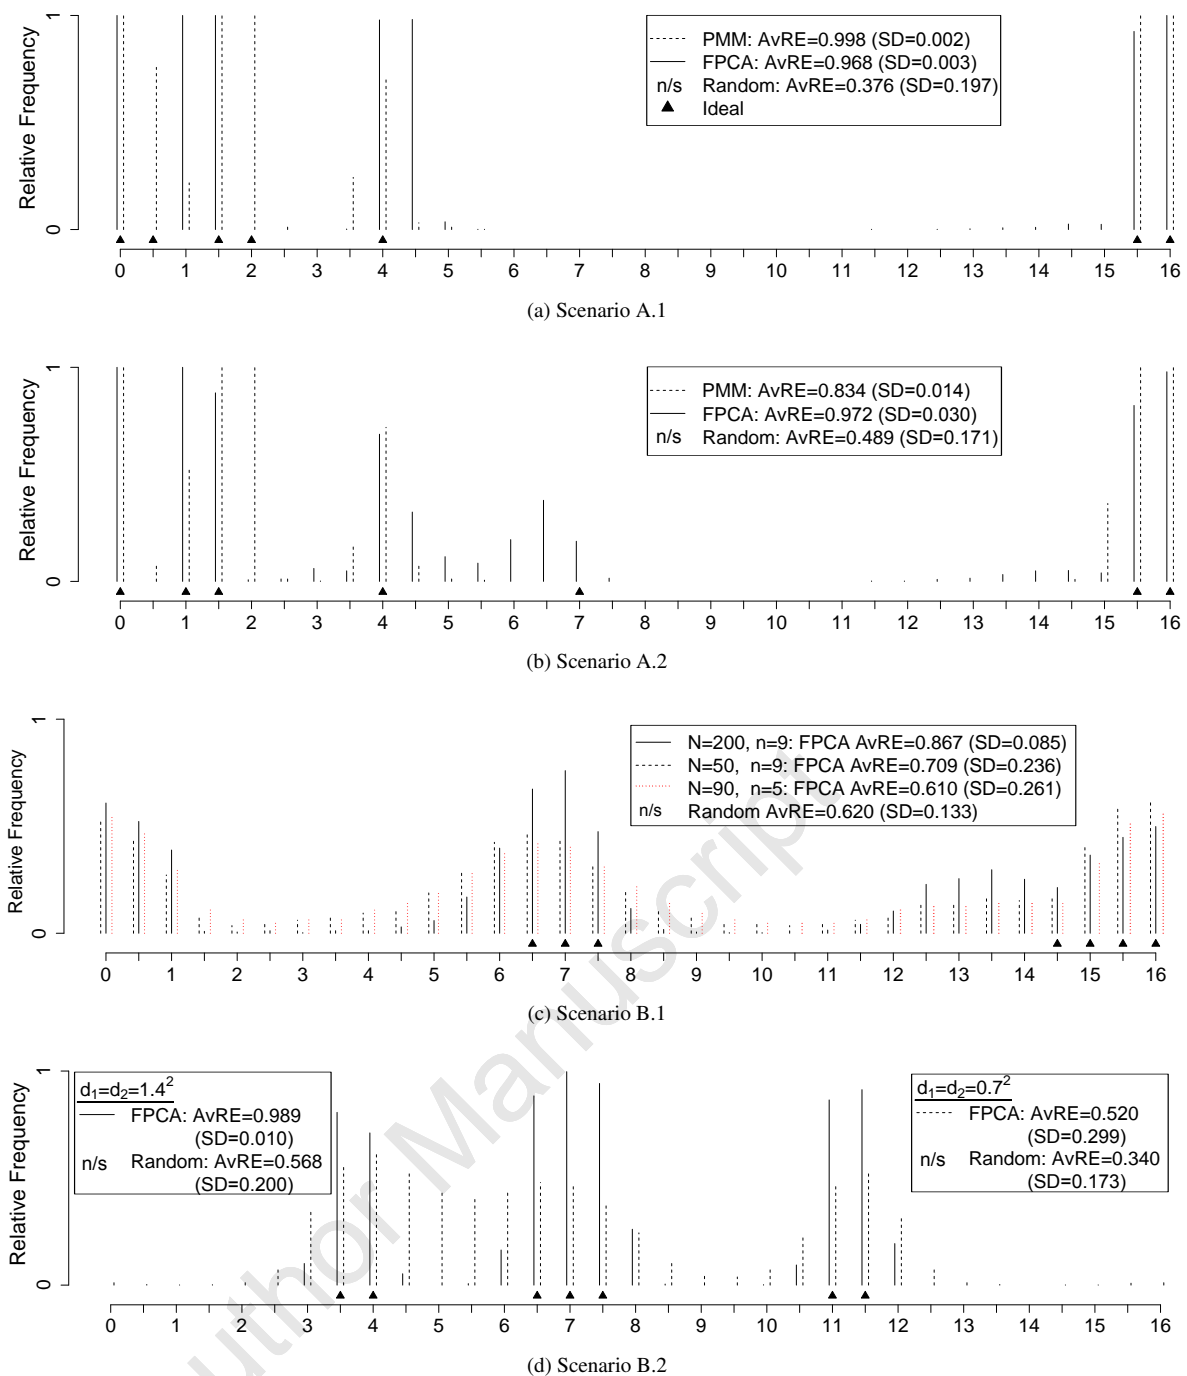 Relative Frequency
0 1
PMM: AvRE=0.998 (SD=0.002)
FPCA: AvRE=0.968 (SD=0.003)
n/s Random: AvRE=0.376 (SD=0.197)
Ideal
0 1 2 3 4 5 6 7 8 9 10 11 12 13 14 15 16
(a) Scenario A.1
Relative Frequency
0 1
PMM: AvRE=0.834 (SD=0.014)
FPCA: AvRE=0.972 (SD=0.030)
n/s Random: AvRE=0.489 (SD=0.171)
0 1 2 3 4 5 6 7 8 9 10 11 12 13 14 15 16
(b) Scenario A.2
Relative Frequency
0 1
N=200, n=9: FPCA AvRE=0.867 (SD=0.085)
N=50, n=9: FPCA AvRE=0.709 (SD=0.236)
N=90, n=5: FPCA AvRE=0.610 (SD=0.261)
n/s Random AvRE=0.620 (SD=0.133)
0 1 2 3 4 5 6 7 8 9 10 11 12 13 14 15 16
(c) Scenario B.1
Relative Frequency
0 1
d₁=d₂=1.4²
FPCA: AvRE=0.989
(SD=0.010)
n/s Random: AvRE=0.568
(SD=0.200)
d₁=d₂=0.7²
FPCA: AvRE=0.520
(SD=0.299)
n/s Random: AvRE=0.340
(SD=0.173)
0 1 2 3 4 5 6 7 8 9 10 11 12 13 14 15 16
(d) Scenario B.2
uthor Manuscript